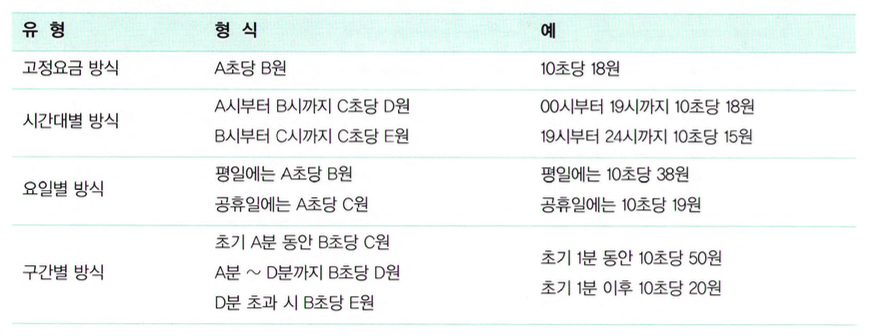 유 형 형 식 예
고정요금 방식 A초당 B원 10초당 18원
시간대별 방식 A시부터 B시까지 C초당 D원 00시부터 19시까지 10초당 18원
B시부터 C시까지 C초당 E원 19시부터 24시까지 10초당 15원
요일별 방식 평일에는 A초당 B원 평일에는 10초당 38원
공휴일에는 A초당 C원 공휴일에는 10초당 19원
구간별 방식 초기 A분 동안 B초당 C원 초기 1분 동안 10초당 50원
A분 ~ D분까지 B초당 D원 초기 1분 이후 10초당 20원
D분 초과 시 B초당 E원